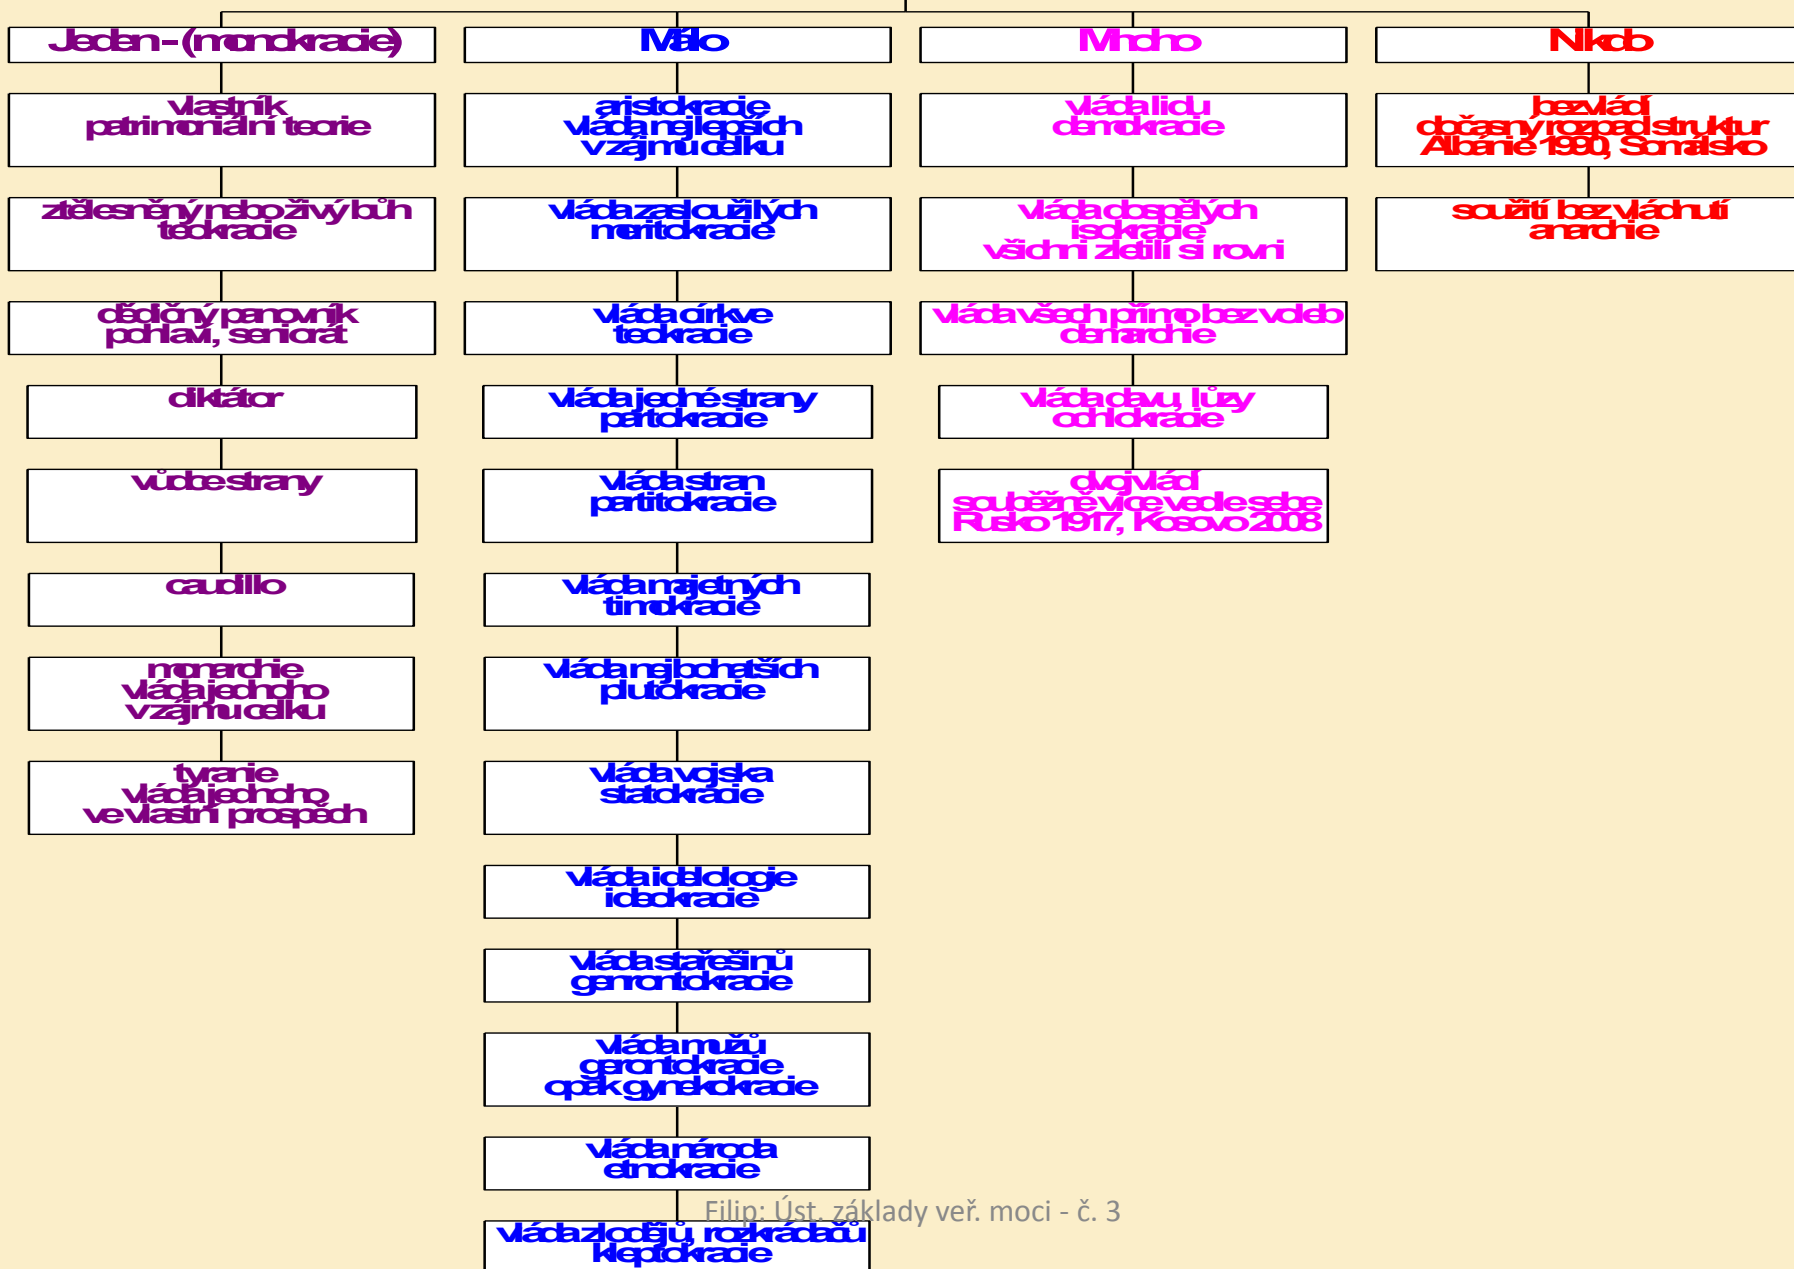 Jeden - (monokracie)
vlastník
patrimoniální teorie
ztělesněný nebo živý bůh
teokracie
dědičný panovník
pohlaví, seniorát
diktátor
vůdce strany
caudillo
monarchie
vláda jednoho
v zájmu celku
tyranie
vláda jednoho
ve vlastní prospěch
Málo
aristokracie
vláda nejlepších
v zájmu celku
vláda zasloužilých
meritokracie
vláda církve
teokracie
vláda jedné strany
partokracie
vláda stran
partitokracie
vláda majetných
timokracie
vláda nejbohatších
plutokracie
vláda vojska
statokracie
vláda idelologie
ideokracie
vláda stařešinů
genrontokracie
vláda mužů
gerontokracie
opak gynekokracie
vláda národa
etnokracie
vláda zlodějů, rozkrádačů
kleptokracie
Mnoho
vláda lidu
demokracie
vláda dospělých
isokracie
všichni zletilí si rovni
vláda všech přímo bez voleb
demarchie
vláda davu, lůzy
ochlokracie
dvojvládí
souběžně více vedle sebe
Rusko 1917, Kosovo 2008
Nikdo
bezvládí
dočasný rozpad struktur
Albánie 1990, Somálsko
soužití bez vládnutí
anarchie
Filip: Úst. základy veř. moci - č. 3